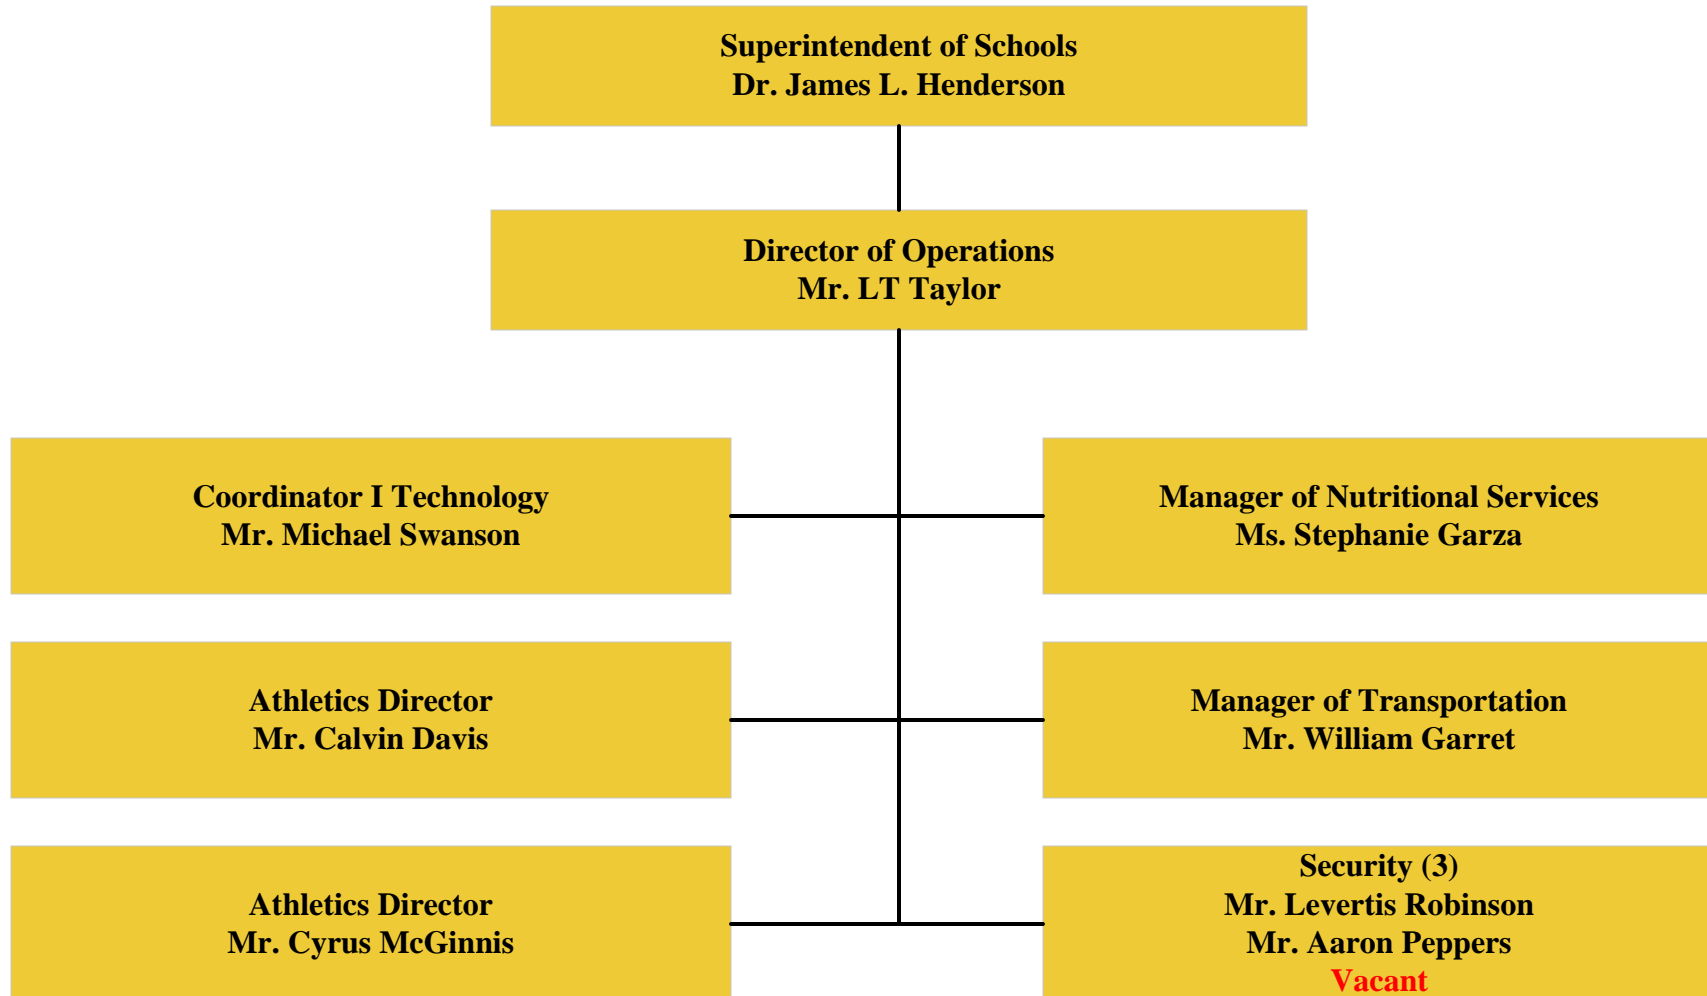 Superintendent of Schools
Dr. James L. Henderson
Director of Operations
Mr. LT Taylor
Coordinator I Technology
Mr. Michael Swanson
Manager of Nutritional Services
Ms. Stephanie Garza
Athletics Director
Mr. Calvin Davis
Manager of Transportation
Mr. William Garret
Athletics Director
Mr. Cyrus McGinnis
Security (3)
Mr. Levertis Robinson
Mr. Aaron Peppers
Vacant